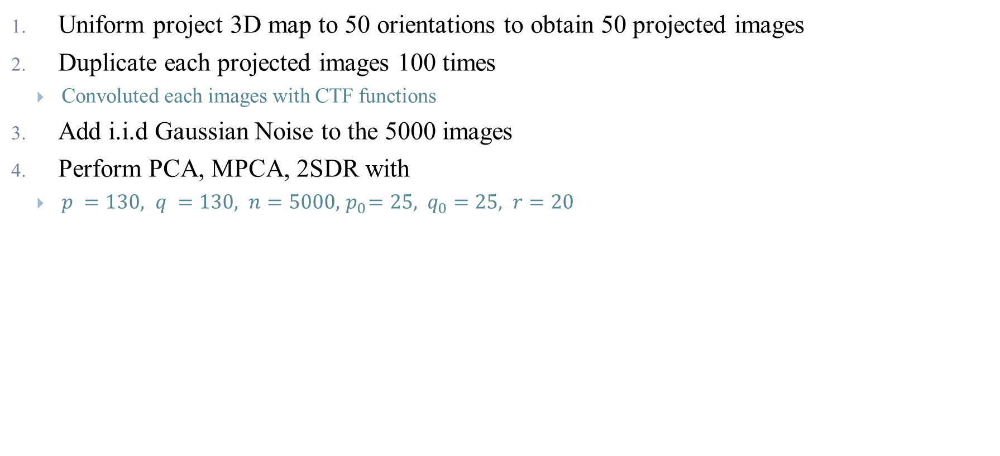 1. Uniform project 3D map to 50 orientations to obtain 50 projected images
2. Duplicate each projected images 100 times
Convoluted each images with CTF functions
3. Add i.i.d Gaussian Noise to the 5000 images
4. Perform PCA, MPCA, 2SDR with
p = 130, q = 130, n = 5000, p₀ = 25, q₀ = 25, r = 20